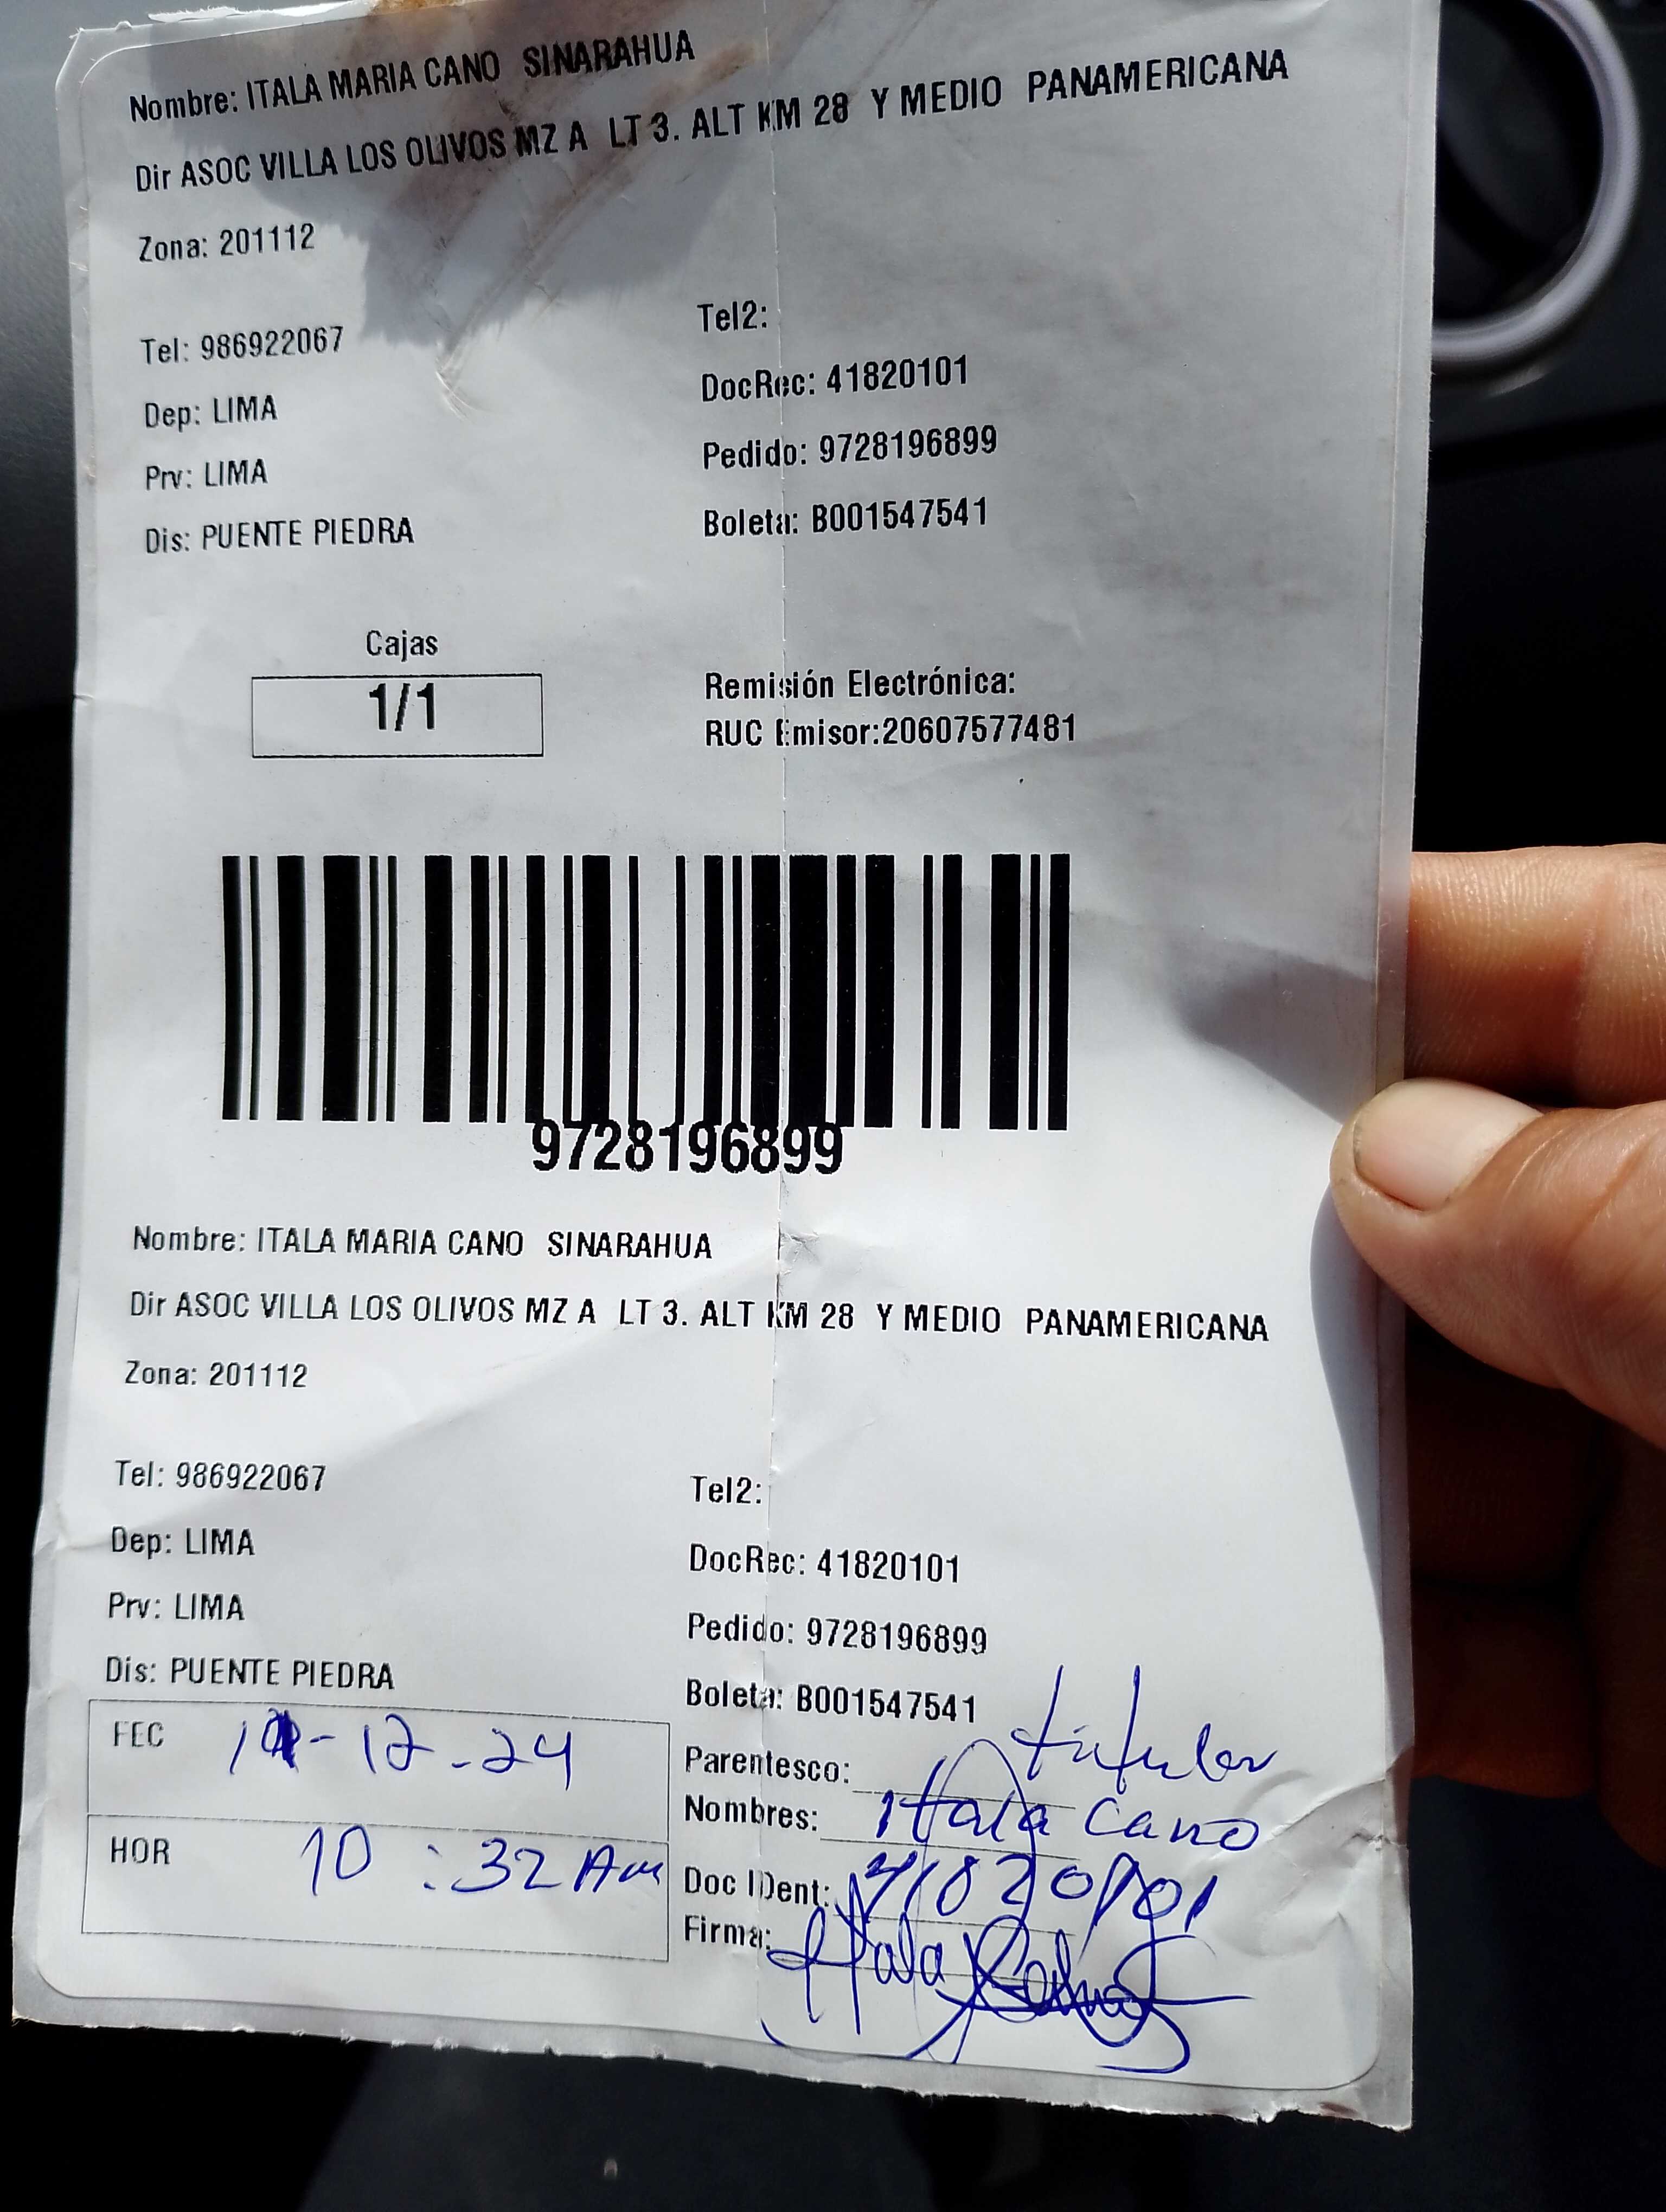 Nombre: ITALA MARIA CANO SINARAHUA
Dir ASOC VILLA LOS OLIVOS MZ A LT 3. ALT KM 28 Y MEDIO PANAMERICANA
Zona: 201112
Tel: 986922067
Tel2:
Dep: LIMA
DocRec: 41820101
Prv: LIMA
Pedido: 9728196899
Dis: PUENTE PIEDRA
Boleta: B001547541
Cajas
1/1
Remisión Electrónica:
RUC Emisor:20607577481
9728196899
Nombre: ITALA MARIA CANO SINARAHUA
Dir ASOC VILLA LOS OLIVOS MZ A LT 3. ALT KM 28 Y MEDIO PANAMERICANA
Zona: 201112
Tel: 986922067
Tel2:
Dep: LIMA
DocRec: 41820101
Prv: LIMA
Pedido: 9728196899
Dis: PUENTE PIEDRA
Boleta: B001547541
FEC
Parentesco: titular
Nombres: Itala Cano
HOR 10:32 Am
Doc IDent: 41820101
Firma: Itala